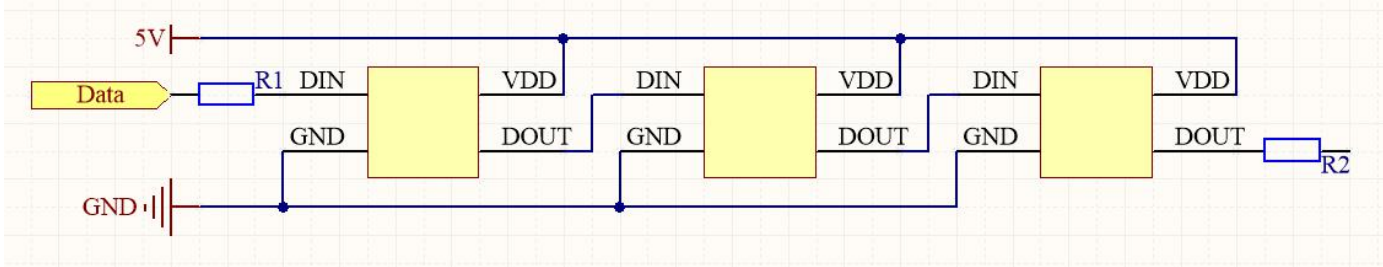 5V
Data R1 DIN VDD DIN VDD DIN VDD
GND DOUT GND DOUT GND DOUT
R2
GND